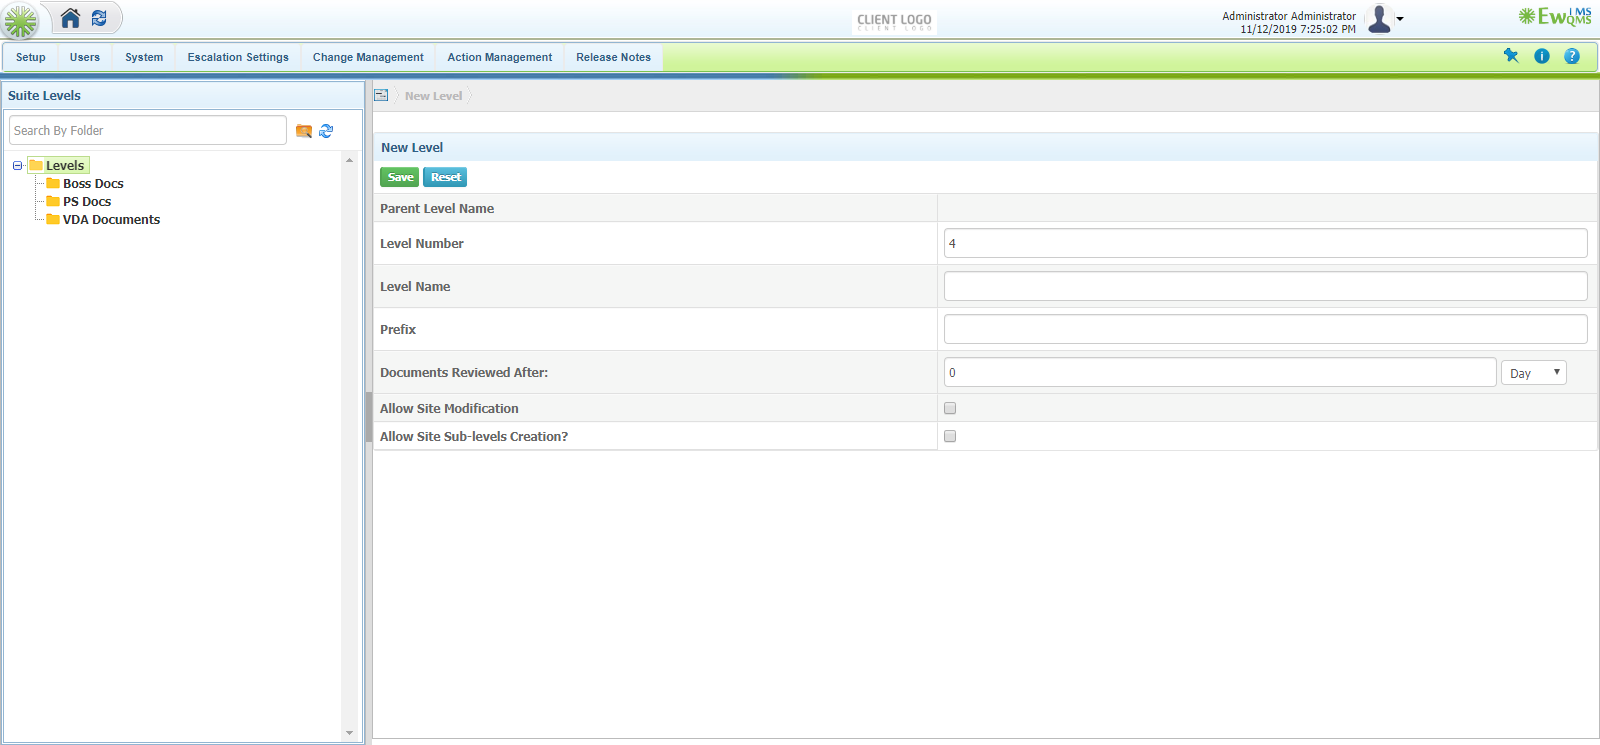 CLIENT LOGO
CLIENT LOGO
Administrator Administrator
11/12/2019 7:25:02 PM
EwQMS
IMS
Setup Users System Escalation Settings Change Management Action Management Release Notes
Suite Levels
Search By Folder
Levels
Boss Docs
PS Docs
VDA Documents
New Level
New Level
Save Reset
Parent Level Name
Level Number 4
Level Name
Prefix
Documents Reviewed After: 0 Day
Allow Site Modification
Allow Site Sub-levels Creation?